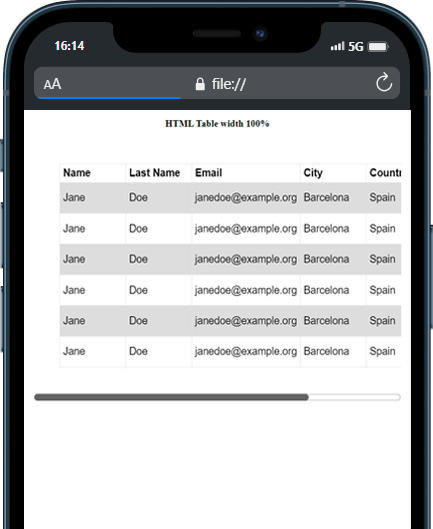 16:14 5G
AA file://
HTML Table width 100%
Name Last Name Email City Countr
Jane Doe janedoe@example.org Barcelona Spain
Jane Doe janedoe@example.org Barcelona Spain
Jane Doe janedoe@example.org Barcelona Spain
Jane Doe janedoe@example.org Barcelona Spain
Jane Doe janedoe@example.org Barcelona Spain
Jane Doe janedoe@example.org Barcelona Spain